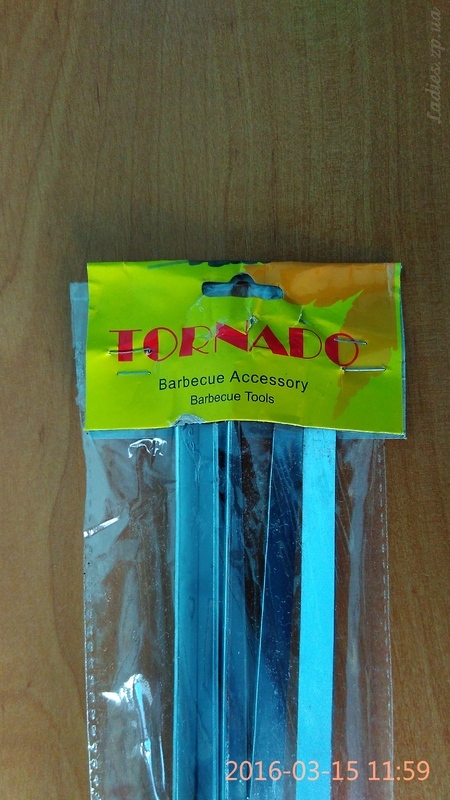 Ladies.zp.ua
TORNADO
Barbecue Accessory
Barbecue Tools
2016-03-15 11:59